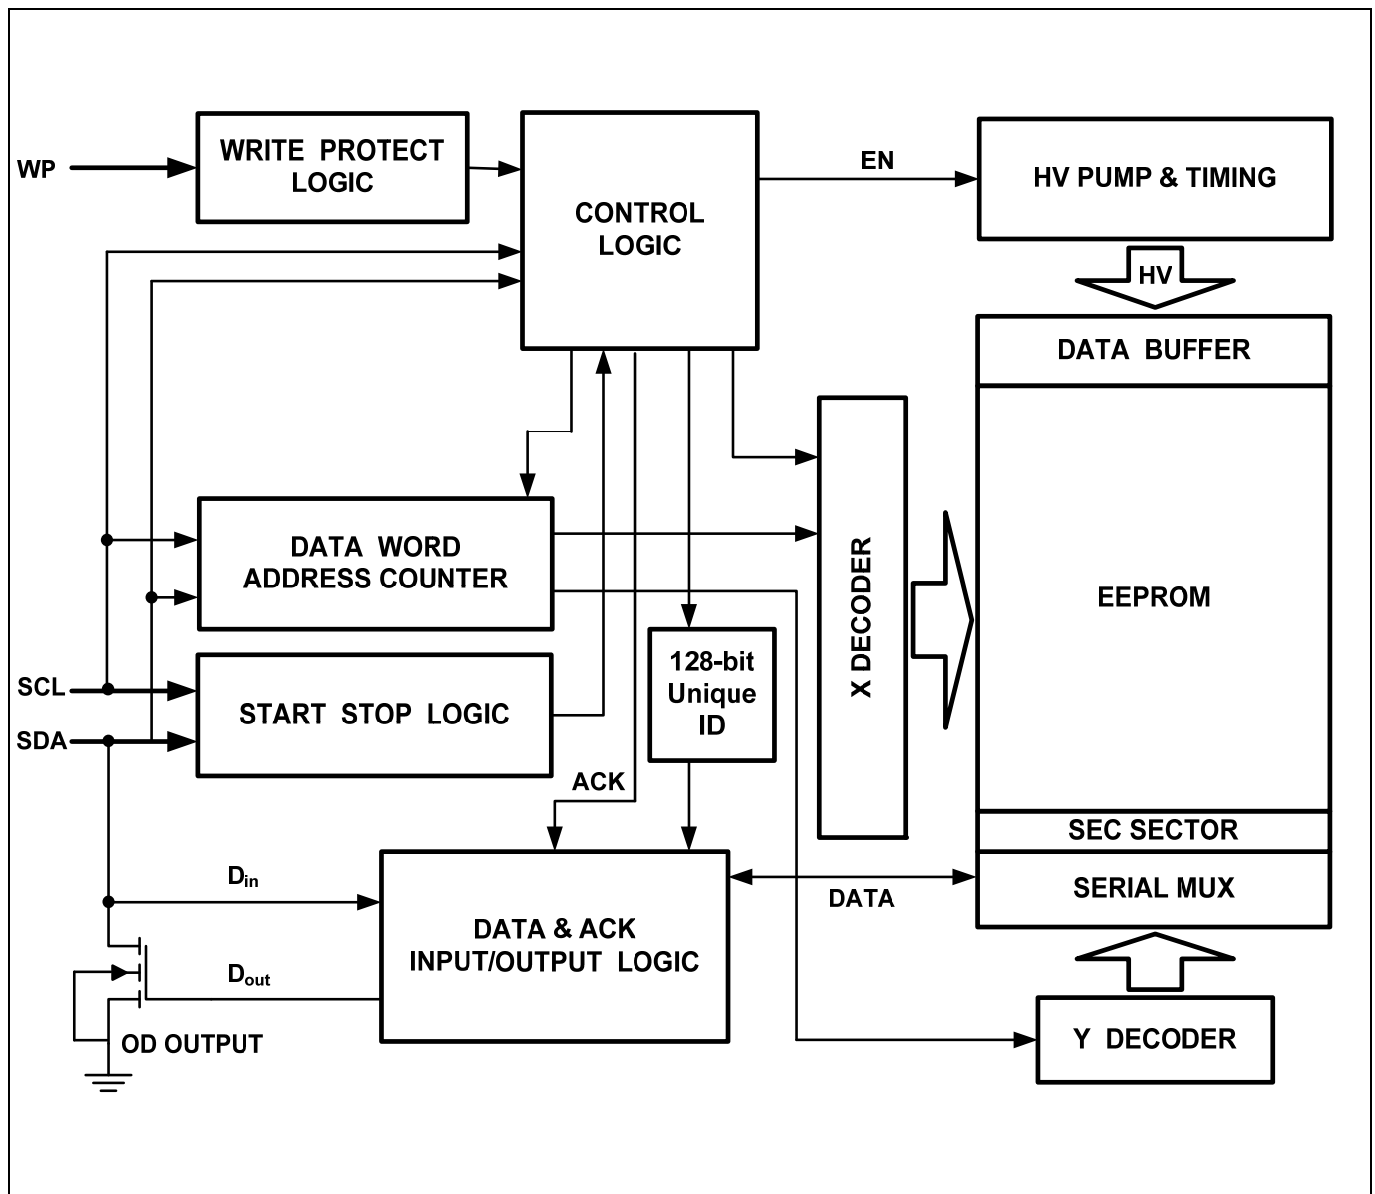 WP
WRITE PROTECT
LOGIC
CONTROL
LOGIC
EN
HV PUMP & TIMING
HV
DATA BUFFER
EEPROM
SEC SECTOR
SERIAL MUX
X DECODER
DATA WORD
ADDRESS COUNTER
128-bit
Unique
ID
SCL
SDA
START STOP LOGIC
ACK
Din
DATA & ACK
INPUT/OUTPUT LOGIC
DATA
Dout
OD OUTPUT
Y DECODER